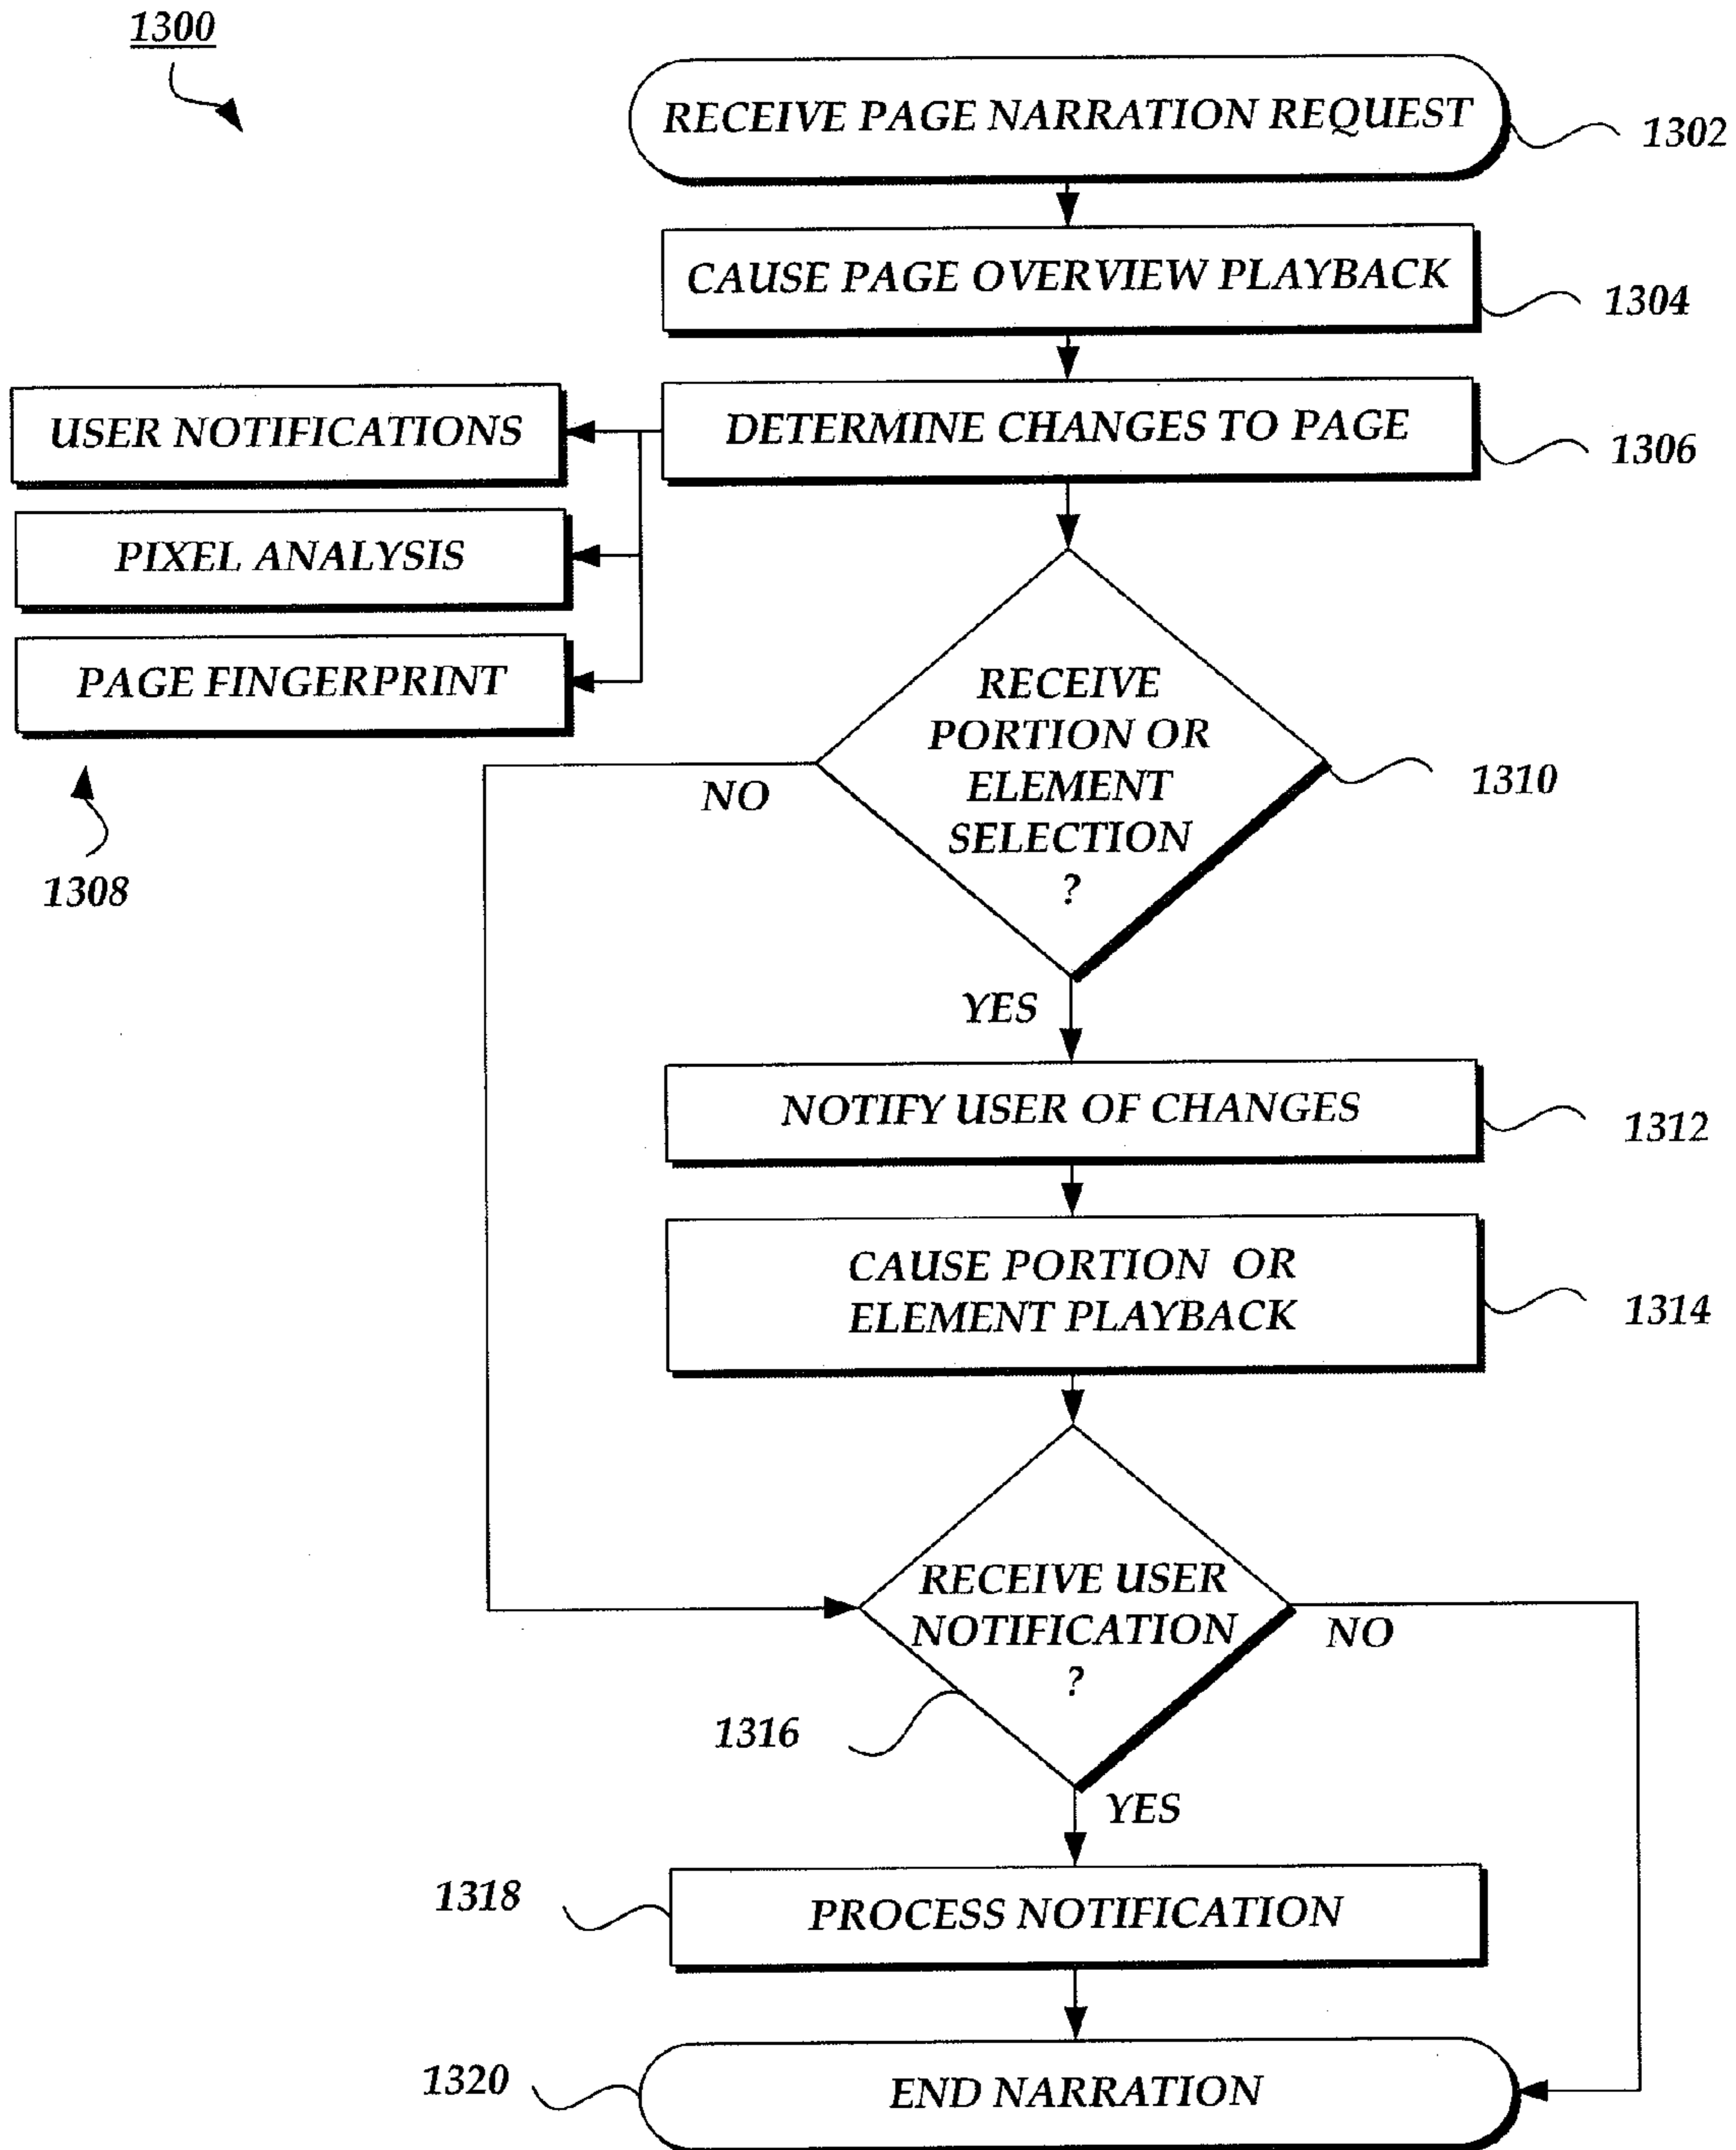 1300
RECEIVE PAGE NARRATION REQUEST
1302
CAUSE PAGE OVERVIEW PLAYBACK
1304
USER NOTIFICATIONS
DETERMINE CHANGES TO PAGE
1306
PIXEL ANALYSIS
PAGE FINGERPRINT
1308
RECEIVE
PORTION OR
ELEMENT
SELECTION
?
1310
NO
YES
NOTIFY USER OF CHANGES
1312
CAUSE PORTION OR
ELEMENT PLAYBACK
1314
RECEIVE USER
NOTIFICATION
?
NO
1316
YES
1318
PROCESS NOTIFICATION
1320
END NARRATION